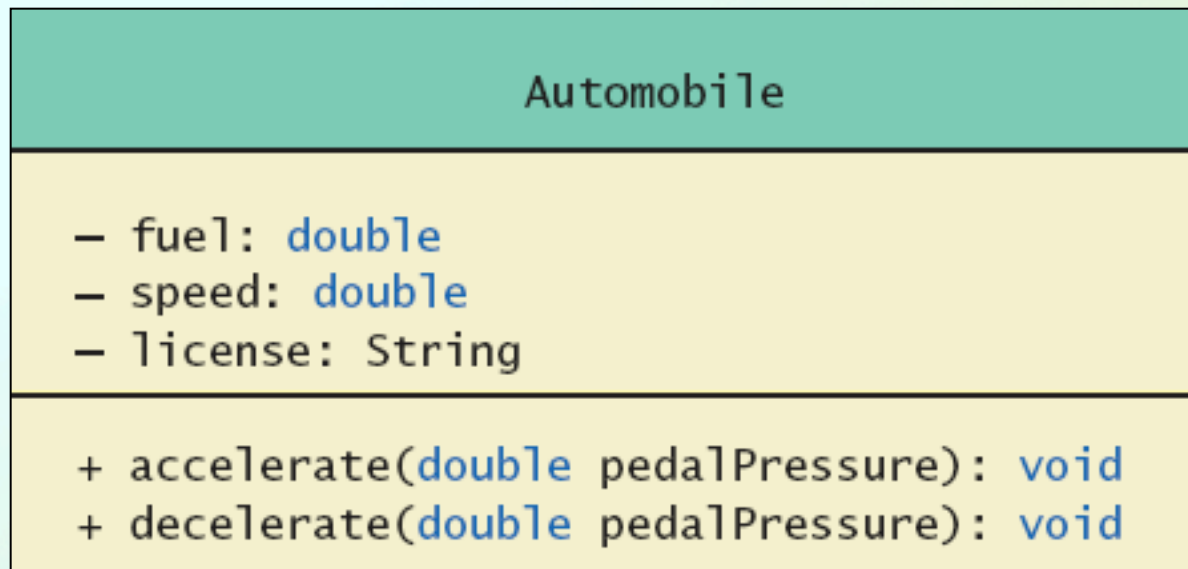 Automobile
– fuel: double
– speed: double
– license: String
+ accelerate(double pedalPressure): void
+ decelerate(double pedalPressure): void